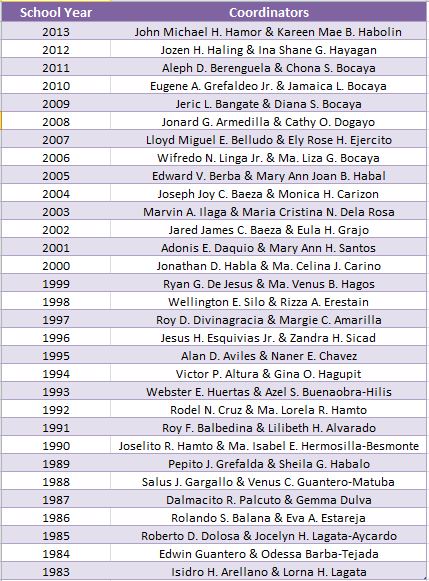 School Year Coordinators
2013 John Michael H. Hamor & Kareen Mae B. Habolin
2012 Jozen H. Haling & Ina Shane G. Hayagan
2011 Aleph D. Berenguela & Chona S. Bocaya
2010 Eugene A. Grefaldeo Jr. & Jamaica L. Bocaya
2009 Jeric L. Bangate & Diana S. Bocaya
2008 Jonard G. Armedilla & Cathy O. Dogayo
2007 Lloyd Miguel E. Belludo & Ely Rose H. Ejercito
2006 Wifredo N. Linga Jr. & Ma. Liza G. Bocaya
2005 Edward V. Berba & Mary Ann Joan B. Habal
2004 Joseph Joy C. Baeza & Monica H. Carizon
2003 Marvin A. Ilaga & Maria Cristina N. Dela Rosa
2002 Jared James C. Baeza & Eula H. Grajo
2001 Adonis E. Daquio & Mary Ann H. Santos
2000 Jonathan D. Habla & Ma. Celina J. Carino
1999 Ryan G. De Jesus & Ma. Venus B. Hagos
1998 Wellington E. Silo & Rizza A. Erestain
1997 Roy D. Divinagracia & Margie C. Amarilla
1996 Jesus H. Esquivias Jr. & Zandra H. Sicad
1995 Alan D. Aviles & Naner E. Chavez
1994 Victor P. Altura & Gina O. Hagupit
1993 Webster E. Huertas & Azel S. Buenaobra-Hilis
1992 Rodel N. Cruz & Ma. Lorela R. Hamto
1991 Roy F. Balbedina & Lilibeth H. Alvarado
1990 Joselito R. Hamto & Ma. Isabel E. Hermosilla-Besmonte
1989 Pepito J. Grefalda & Sheila G. Habalo
1988 Salus J. Gargallo & Venus C. Guantero-Matuba
1987 Dalmacito R. Palcuto & Gemma Dulva
1986 Rolando S. Balana & Eva A. Estareja
1985 Roberto D. Dolosa & Jocelyn H. Lagata-Aycardo
1984 Edwin Guantero & Odessa Barba-Tejada
1983 Isidro H. Arellano & Lorna H. Lagata